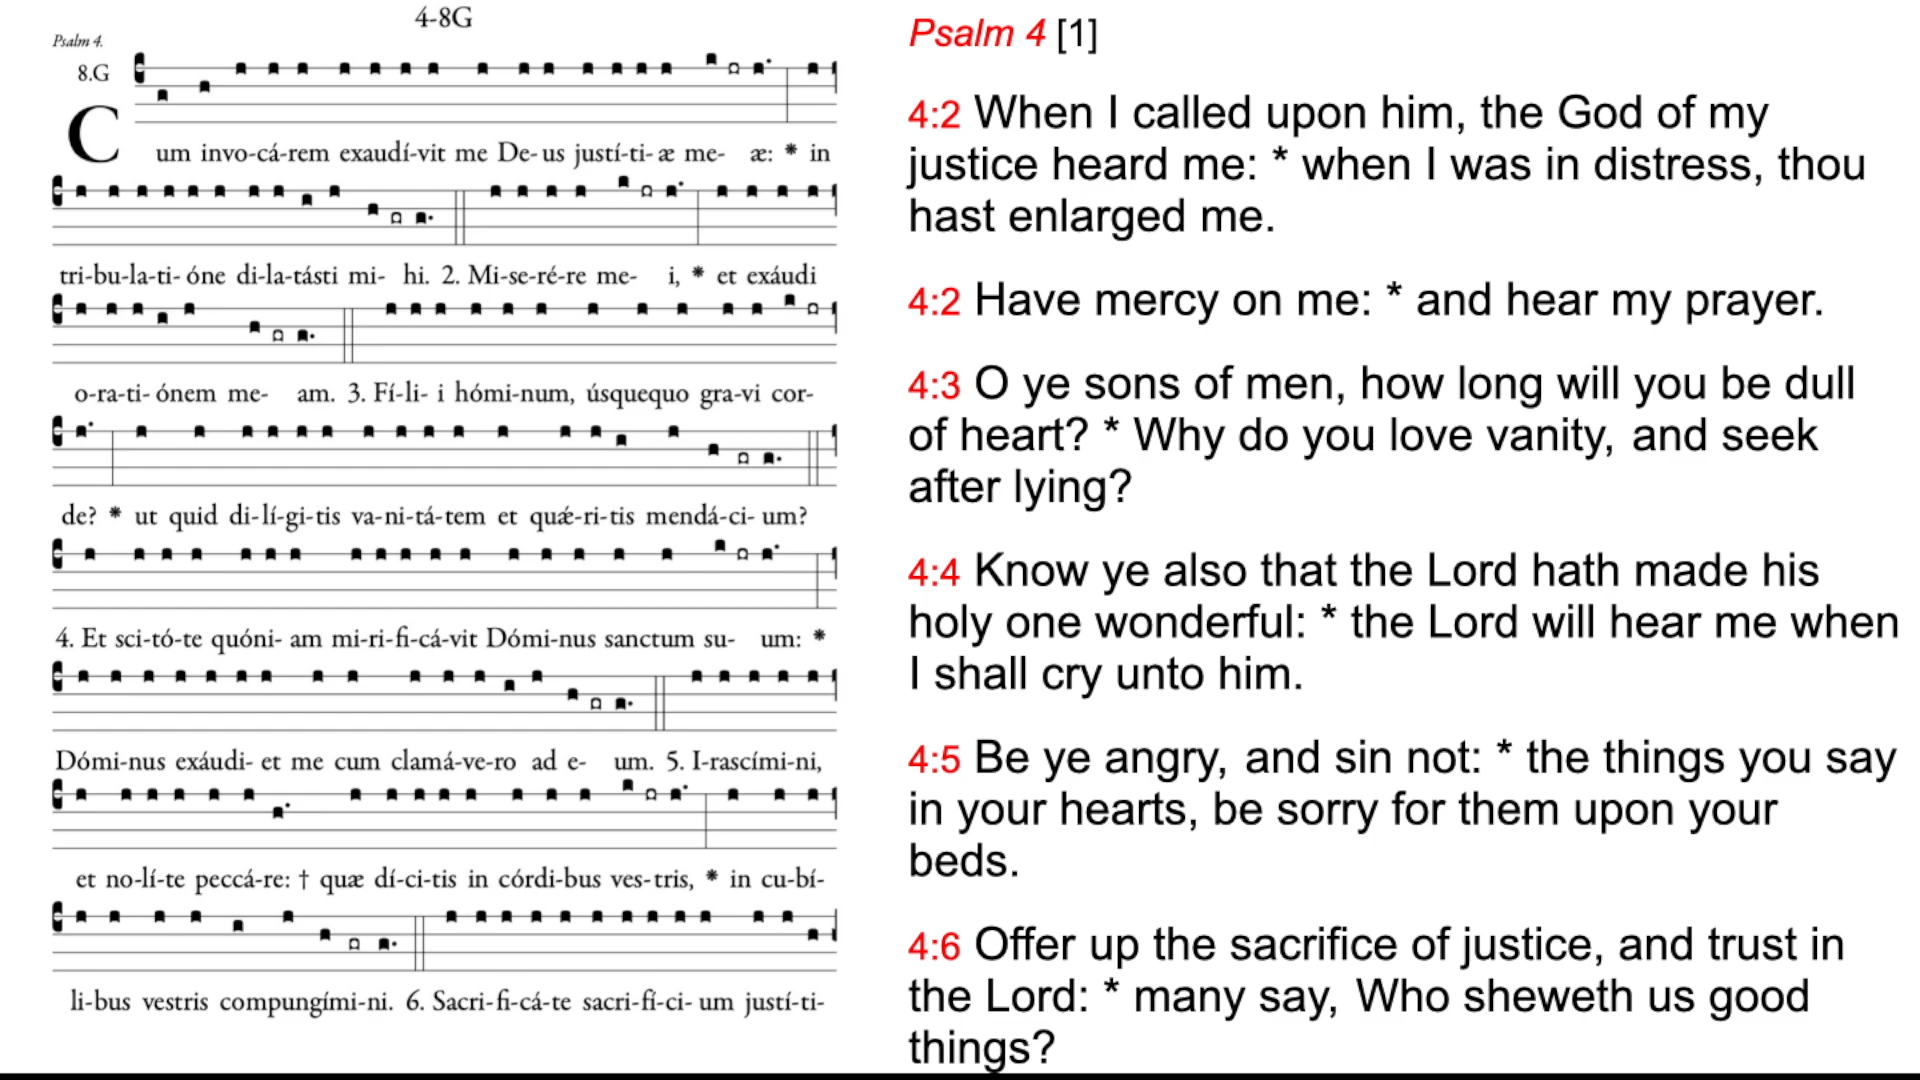 4-8G
Psalm 4.
8.G
Cum invo-cá-rem exaudí-vit me De-us justí-ti-æ me- æ: * in
tri-bu-la-ti-óne di-la-tásti mi- hi. 2. Mi-se-ré-re me- i, * et exáudi
o-ra-ti-ónem me- am. 3. Fí-li-i hómi-num, úsquequo gra-vi cor-
de? * ut quid di-lí-gi-tis va-ni-tá-tem et quǽ-ri-tis mendá-ci-um?
4. Et sci-tó-te quóni-am mi-ri-fi-cá-vit Dómi-nus sanctum su- um: *
Dómi-nus exáudi-et me cum clamá-ve-ro ad e- um. 5. I-rascími-ni,
et no-lí-te peccá-re: † quæ dí-ci-tis in córdi-bus ves-tris, * in cu-bí-
li-bus vestris compungími-ni. 6. Sacri-fi-cá-te sacri-fí-ci-um justí-ti-
Psalm 4 [1]
4:2 When I called upon him, the God of my
justice heard me: * when I was in distress, thou
hast enlarged me.
4:2 Have mercy on me: * and hear my prayer.
4:3 O ye sons of men, how long will you be dull
of heart? * Why do you love vanity, and seek
after lying?
4:4 Know ye also that the Lord hath made his
holy one wonderful: * the Lord will hear me when
I shall cry unto him.
4:5 Be ye angry, and sin not: * the things you say
in your hearts, be sorry for them upon your
beds.
4:6 Offer up the sacrifice of justice, and trust in
the Lord: * many say, Who sheweth us good
things?